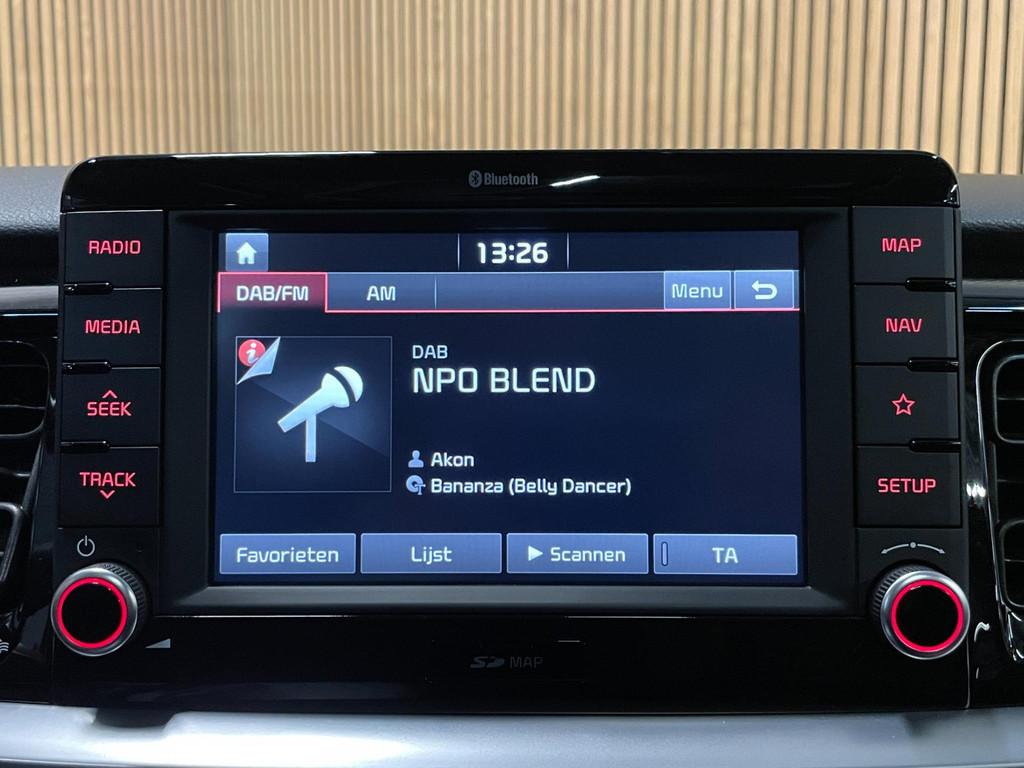 Bluetooth
RADIO
MEDIA
SEEK
TRACK
13:26
DAB/FM
AM
Menu
i
DAB
NPO BLEND
Akon
Bananza (Belly Dancer)
Favorieten
Lijst
Scannen
TA
MAP
NAV
SETUP
SD MAP